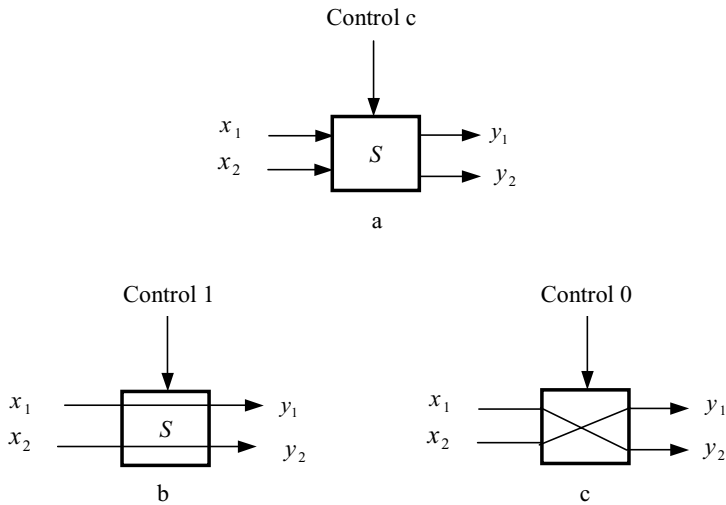 Control c
x1 y1
S
x2 y2
a
Control 1 Control 0
x1 y1 x1 y1
x2 S y2 x2 y2
b c